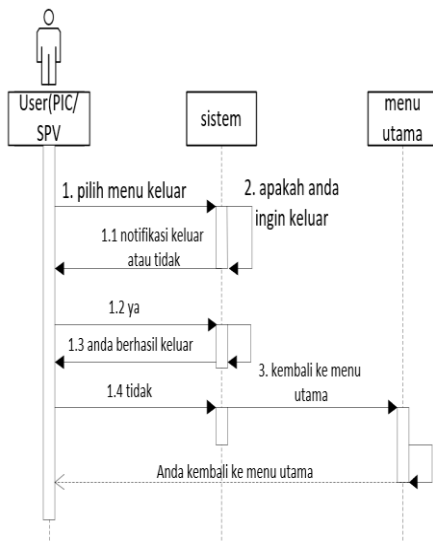 User(PIC/
SPV
sistem
menu
utama
1. pilih menu keluar
2. apakah anda
ingin keluar
1.1 notifikasi keluar
atau tidak
1.2 ya
1.3 anda berhasil keluar
1.4 tidak
3. kembali ke menu
utama
Anda kembali ke menu utama